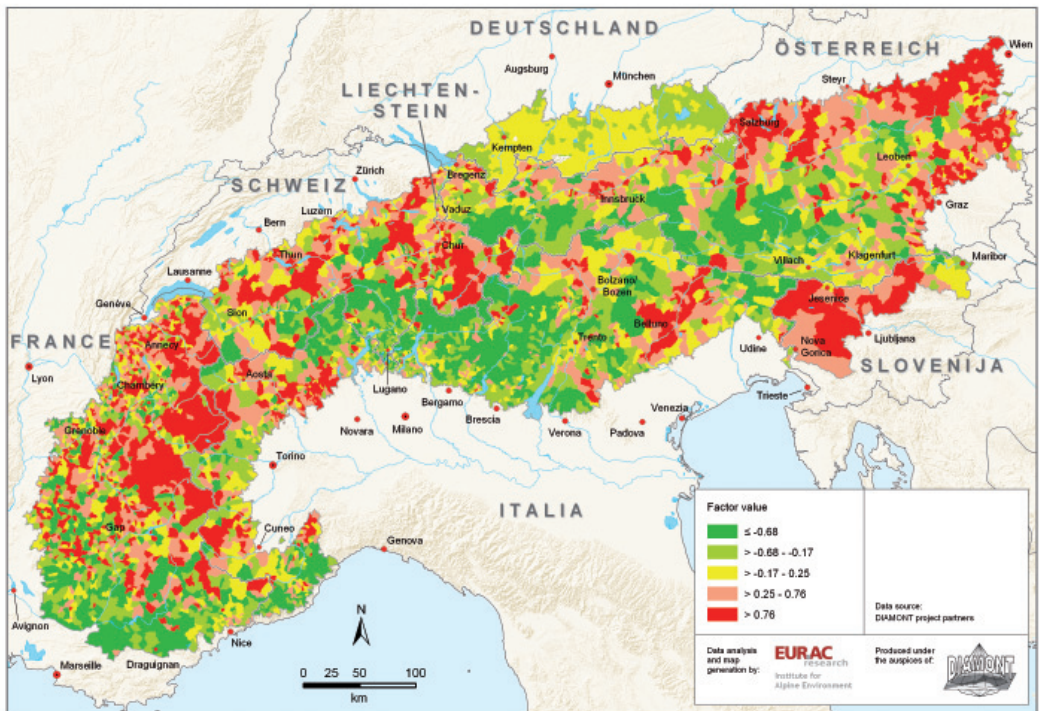 DEUTSCHLAND
ÖSTERREICH
Wien
Augsburg
München
Steyr
LIECHTEN-
STEIN
Salzburg
Kempten
Leoben
Zürich
Bregenz
SCHWEIZ
Innsbruck
Graz
Luzern
Vaduz
Bern
Chur
Thun
Villach
Klagenfurt
Maribor
Lausanne
Bolzano/
Bozen
Jesenice
Genève
Sion
Belluno
FRANCE
Annecy
Trento
Udine
Nova
Gorica
Ljubljana
Lyon
Aosta
SLOVENIJA
Chambéry
Lugano
Bergamo
Trieste
Brescia
Venezia
Novara
Milano
Verona
Padova
Grenoble
Torino
ITALIA
Gap
Cuneo
Genova
Avignon
Nice
Marseille
Draguignan
N
0 25 50 100
km
Factor value
≤ -0.68
> -0.68 - -0.17
> -0.17 - 0.25
> 0.25 - 0.76
> 0.76
Data source:
DIAMONT project partners
Data analysis
and map
generation by:
EURAC
research
Institute for
Alpine Environment
Produced under
the auspices of:
DIAMONT